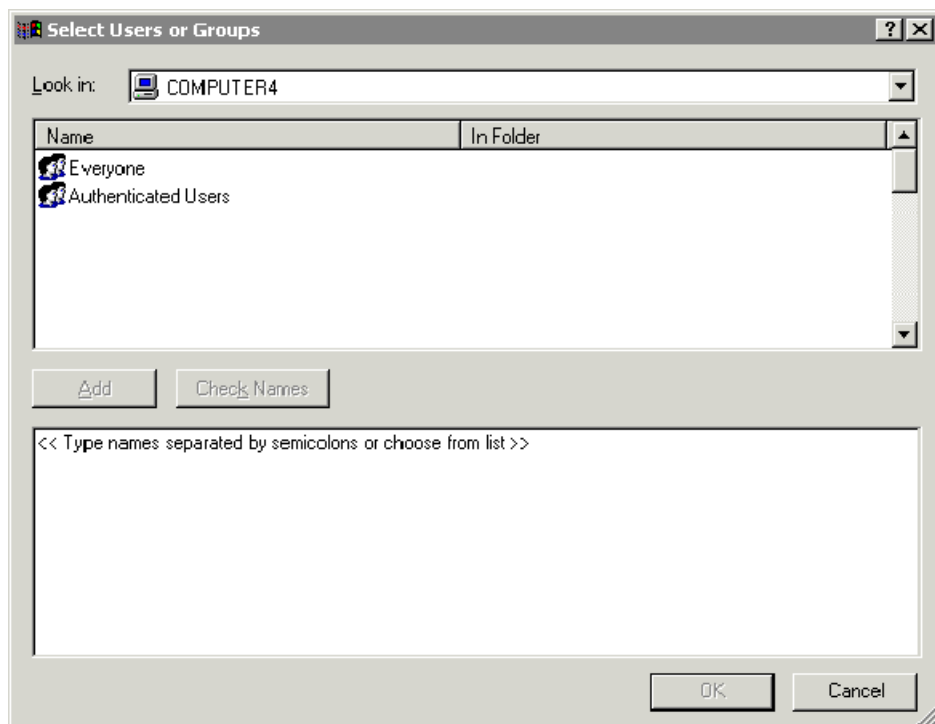 Select Users or Groups
Look in: COMPUTER4
Name In Folder
Everyone
Authenticated Users
Add Check Names
<< Type names separated by semicolons or choose from list >>
OK Cancel